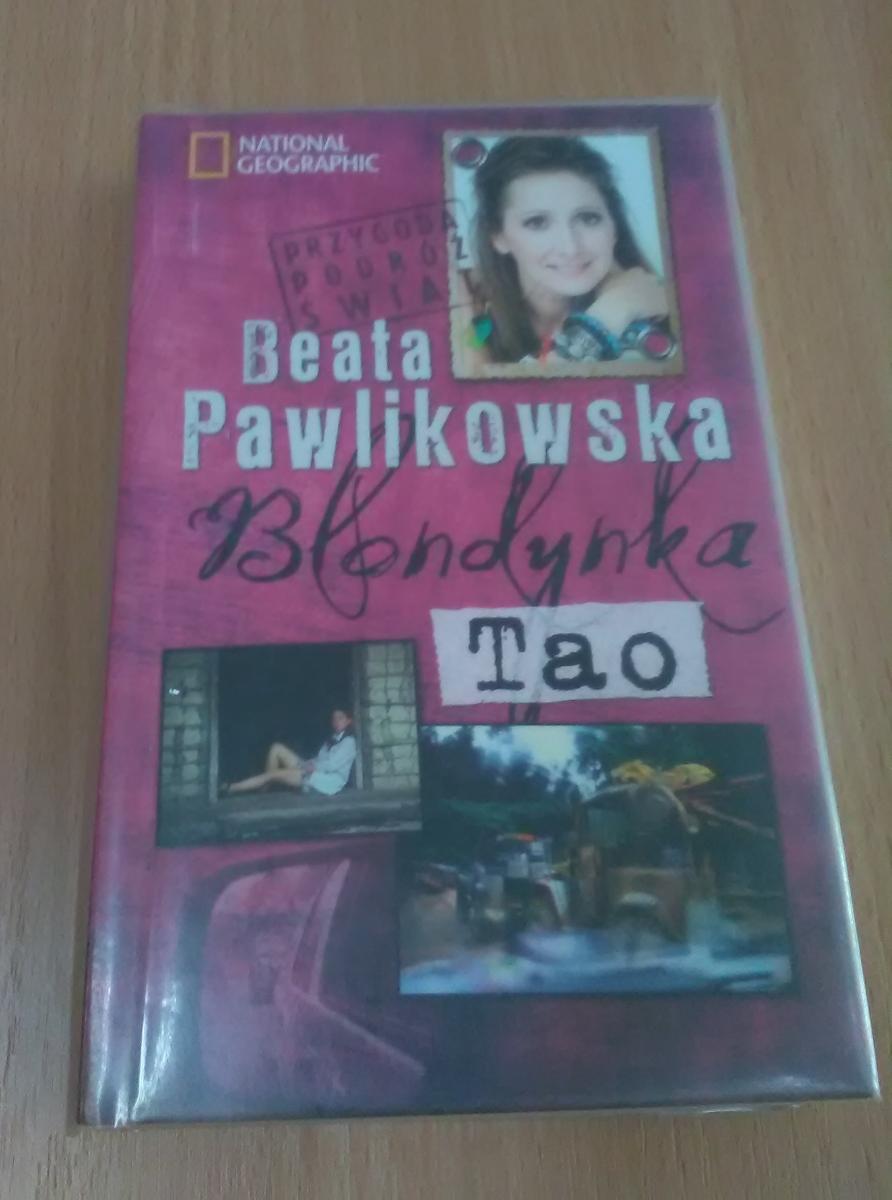 NATIONAL
GEOGRAPHIC
PRZYGODA
PODRÓŻ
ŚWIAT
Beata
Pawlikowska
Blondynka
Tao